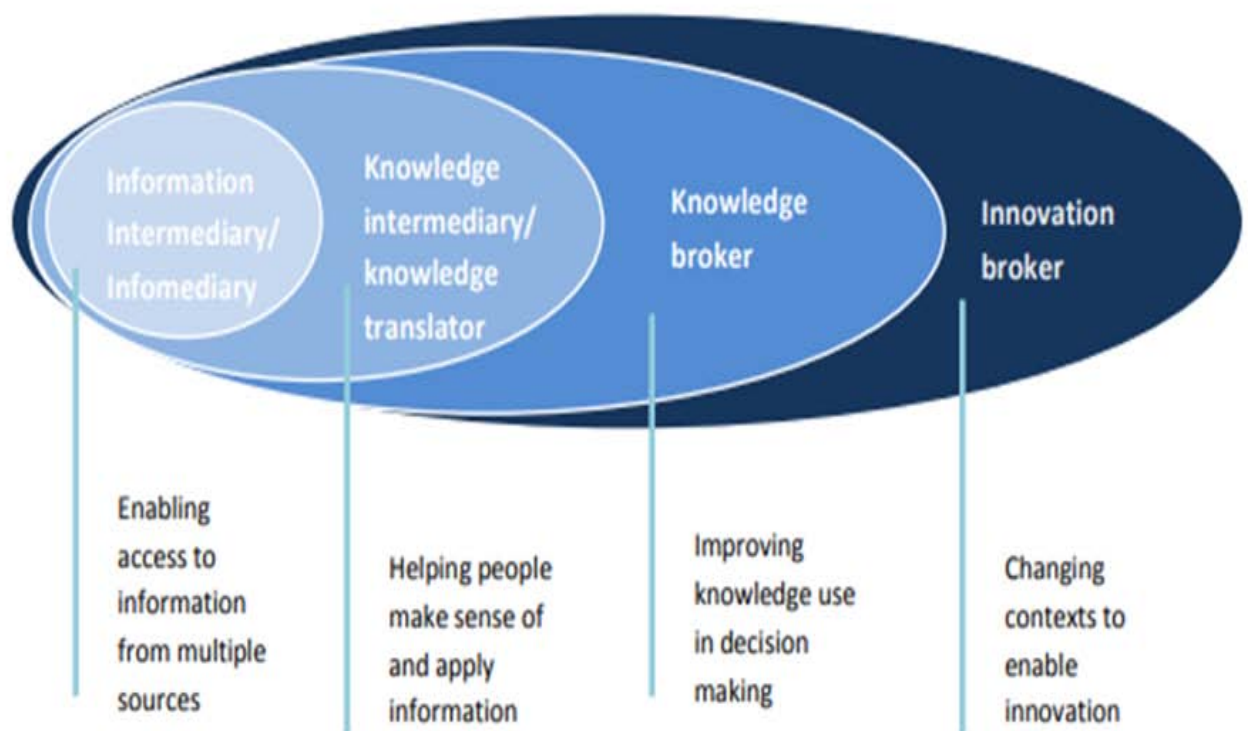 Information
Intermediary/
Infomediary
Knowledge
intermediary/
knowledge
translator
Knowledge
broker
Innovation
broker
Enabling
access to
information
from multiple
sources
Helping people
make sense of
and apply
information
Improving
knowledge use
in decision
making
Changing
contexts to
enable
innovation